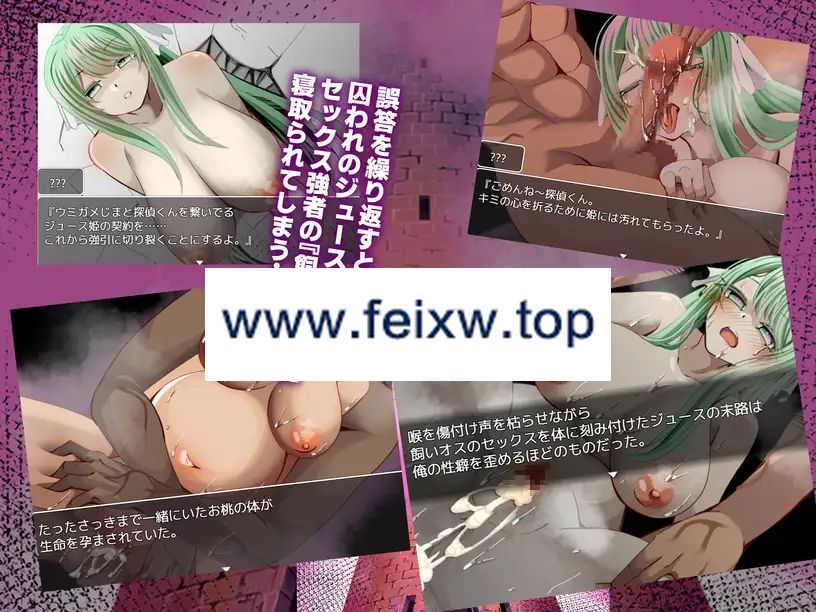 誤答を繰り返すと
囚われのジュース
セックス強者の『飼
寝取られてしまう
???
『ウミガメじまと探偵くんを繋いでる
ジュース姫の契約を……
これから強引に切り裂くことにするよ。』
???
『ごめんね～探偵くん。
キミの心を折るために姫には汚れてもらったよ。』
www.feixw.top
たったさっきまで一緒にいたお桃の体が
生命を孕まされていた。
喉を傷付け声を枯らせながら
飼いオスのセックスを体に刻み付けたジュースの末路は
俺の性癖を歪めるほどのものだった。